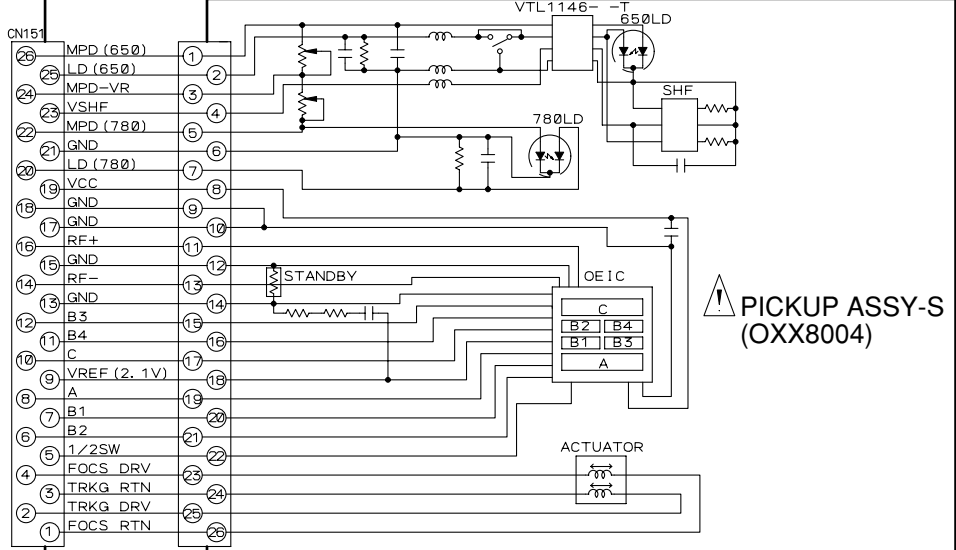 VTL1146- -T
650LD
CN151
26 MPD (650) 1
25 LD (650) 2
24 MPD-VR 3
23 VSHF 4
22 MPD (780) 5
21 GND 6
20 LD (780) 7
19 VCC 8
18 GND 9
17 GND 10
16 RF+ 11
15 GND 12
14 RF- 13
13 GND 14
12 B3 15
11 B4 16
10 C 17
9 VREF (2. 1V) 18
8 A 19
7 B1 20
6 B2 21
5 1/2SW 22
4 FOCS DRV 23
3 TRKG RTN 24
2 TRKG DRV 25
1 FOCS RTN 26
SHF
780LD
STANDBY
OEIC
C
B2 B4
B1 B3
A
ACTUATOR
PICKUP ASSY-S
(OXX8004)